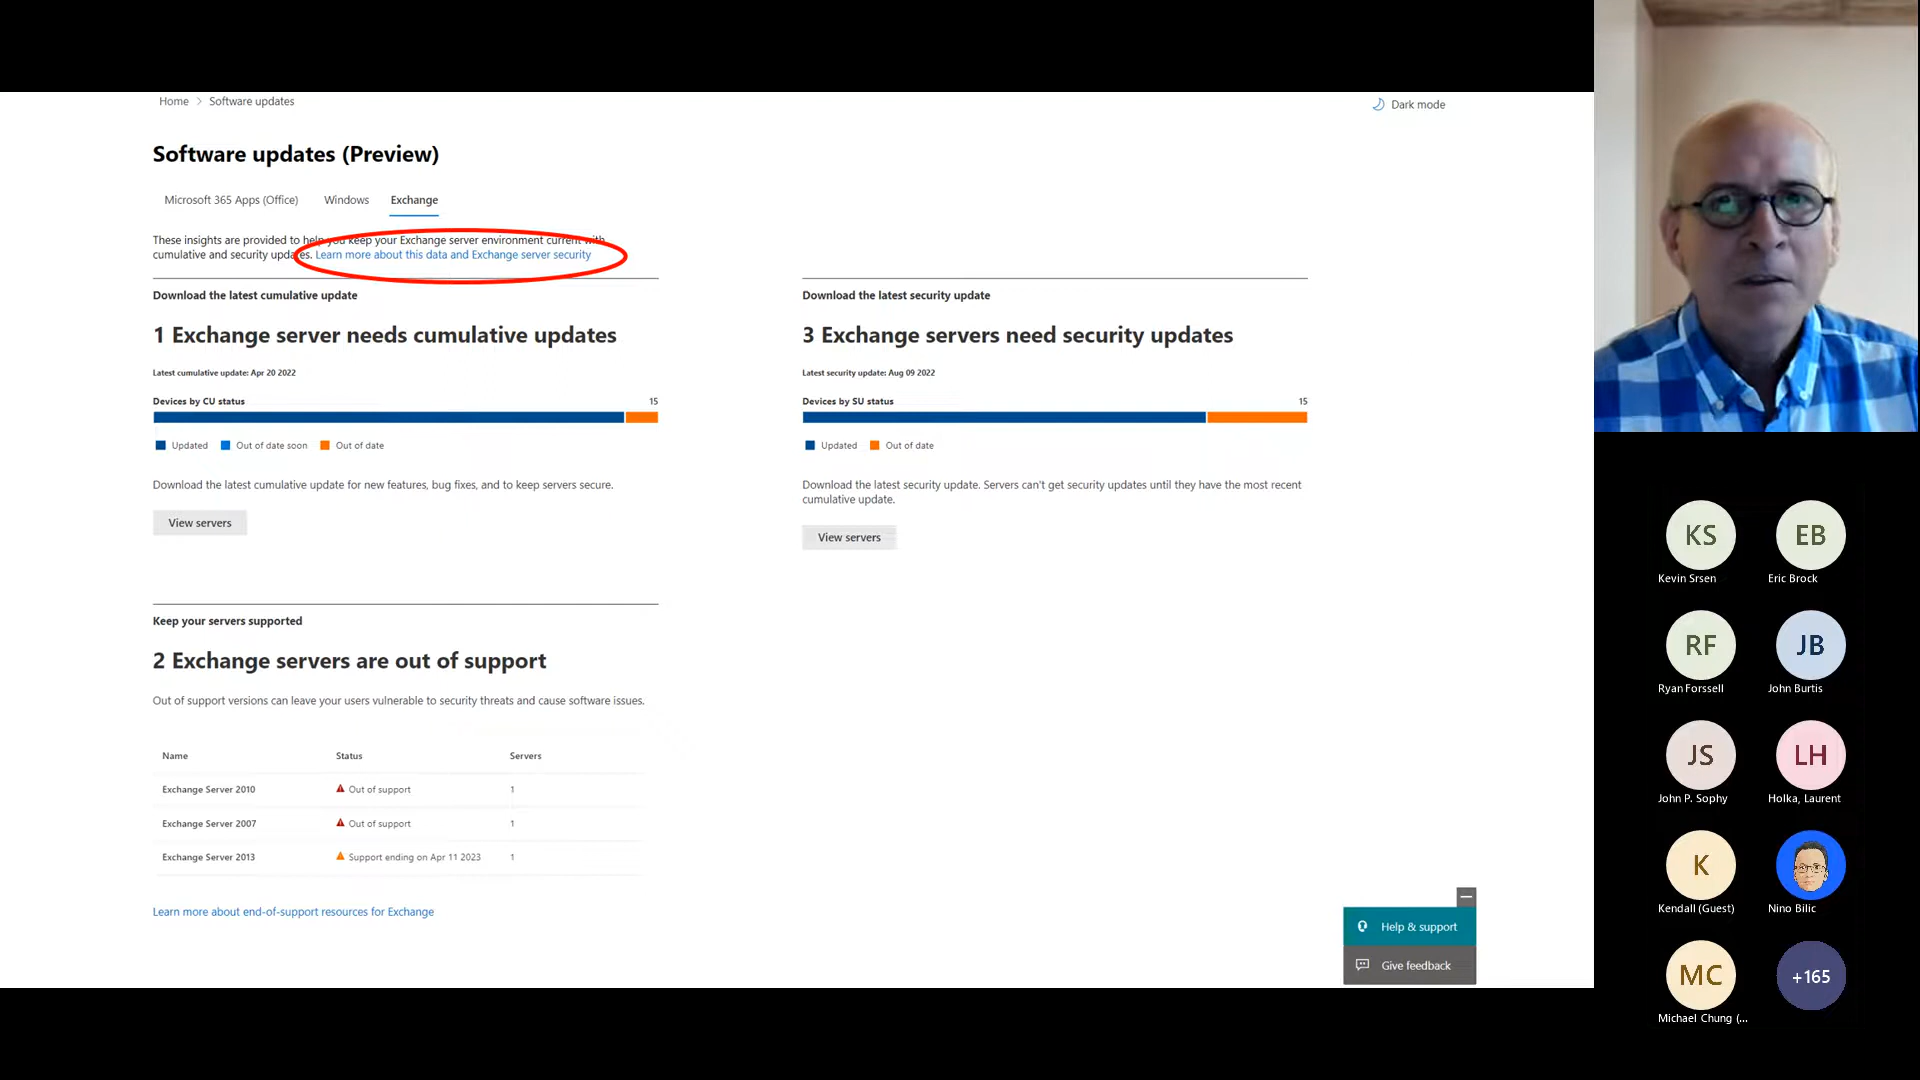 Home > Software updates
Dark mode
Software updates (Preview)
Microsoft 365 Apps (Office) Windows Exchange
These insights are provided to help you keep your Exchange server environment current with
cumulative and security updates. Learn more about this data and Exchange server security
Download the latest cumulative update
1 Exchange server needs cumulative updates
Latest cumulative update: Apr 20 2022
Devices by CU status 15
Updated Out of date soon Out of date
Download the latest cumulative update for new features, bug fixes, and to keep servers secure.
View servers
Download the latest security update
3 Exchange servers need security updates
Latest security update: Aug 09 2022
Devices by SU status 15
Updated Out of date
Download the latest security update. Servers can't get security updates until they have the most recent
cumulative update.
View servers
Keep your servers supported
2 Exchange servers are out of support
Out of support versions can leave your users vulnerable to security threats and cause software issues.
Name Status Servers
Exchange Server 2010 Out of support 1
Exchange Server 2007 Out of support 1
Exchange Server 2013 Support ending on Apr 11 2023 1
Learn more about end-of-support resources for Exchange
Help & support
Give feedback
KS EB
Kevin Srsen Eric Brock
RF JB
Ryan Forssell John Burtis
JS LH
John P. Sophy Holka, Laurent
K
Kendall (Guest) Nino Bilic
MC +165
Michael Chung (...